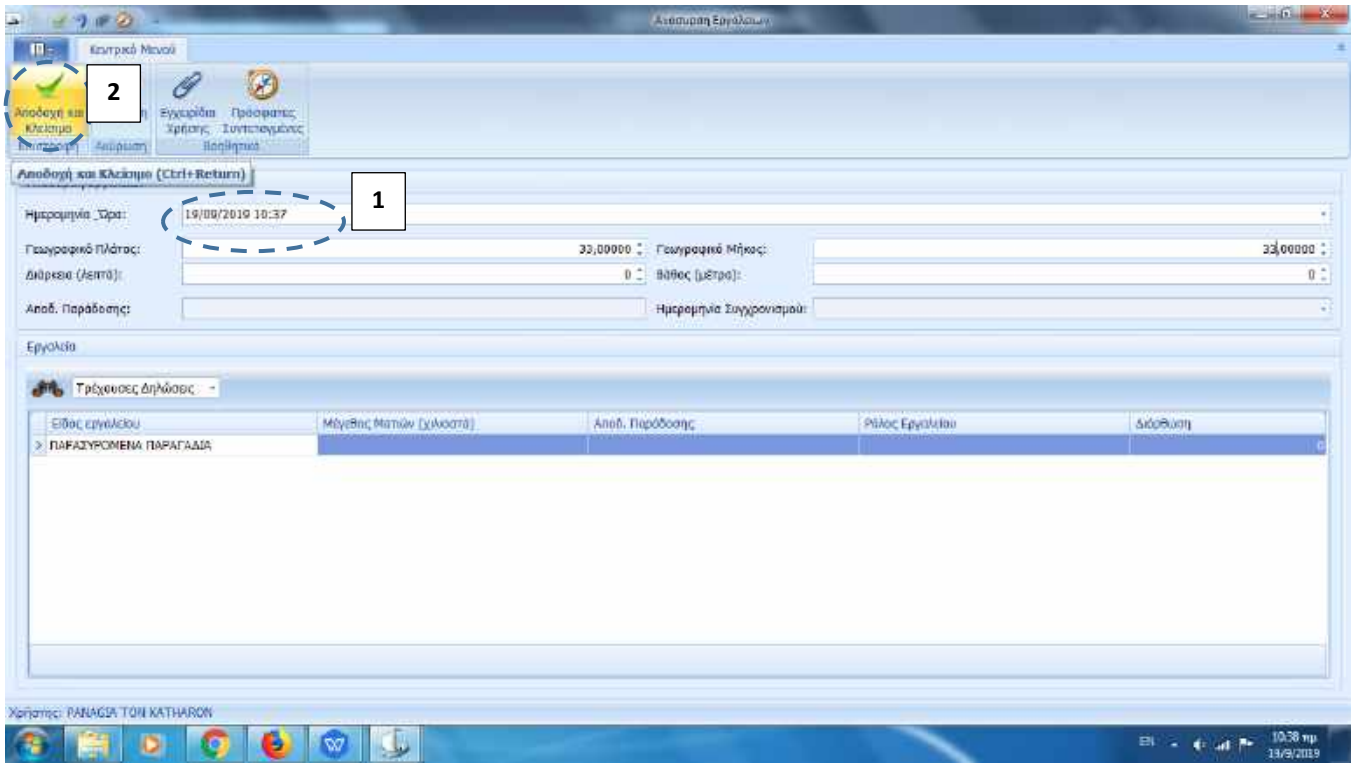 Ανάσυρση Εργαλείων
Κεντρικό Μενού
2
Αποδοχή και Κλείσιμο
Εγχειρίδια Χρήσης
Πρόσφατες Συντεταγμένες
Επιστροφή
Ακύρωση
Βοηθητικά
Αποδοχή και Κλείσιμο (Ctrl+Return)
1
Ημερομηνία Ώρα: 19/09/2019 10:37
Γεωγραφικό Πλάτος: 33,00000 Γεωγραφικό Μήκος: 33,00000
Διάρκεια (λεπτά): 0 Βάθος (μέτρα): 0
Αποδ. Παράδοσης: Ημερομηνία Συγχρονισμού:
Εργαλεία
Τρέχουσες Δηλώσεις
Είδος εργαλείου Μέγεθος Ματιών (χιλιοστά) Αποδ. Παράδοσης Ρόλος Εργαλείου Διόρθωση
> ΠΑΡΑΣΥΡΟΜΕΝΑ ΠΑΡΑΓΑΔΙΑ 0
Χρήστης: PANAGIA TON KATHARON
EN 10:38 πμ
19/9/2019